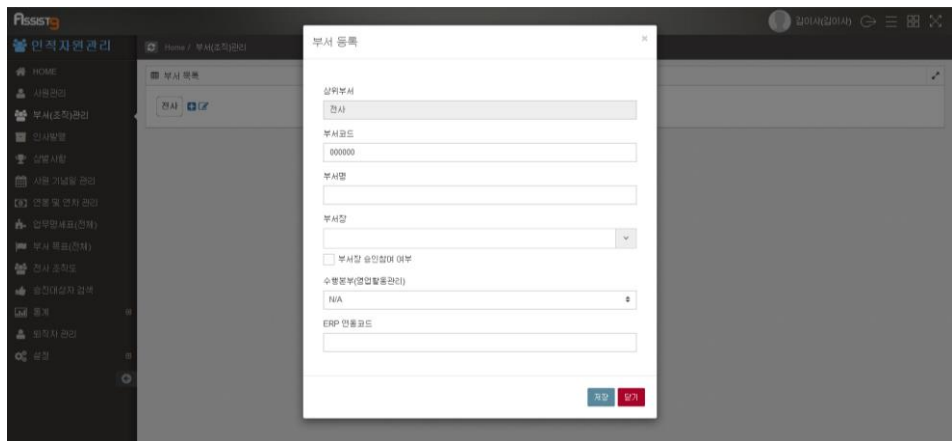 Assist9
김이사(김이사)
인적자원관리
Home / 부서(조직)관리
HOME
사원관리
부서(조직)관리
인사발령
상벌사항
사원 기념일 관리
연봉 및 연차 관리
업무명세표(전체)
부서 목표(전체)
전사 조직도
승진대상자 검색
통계
퇴직자 관리
설정
부서 목록
전사
부서 등록
×
상위부서
전사
부서코드
000000
부서명
부서장
부서장 승인참여 여부
수행본부(영업활동관리)
N/A
ERP 연동코드
저장
닫기